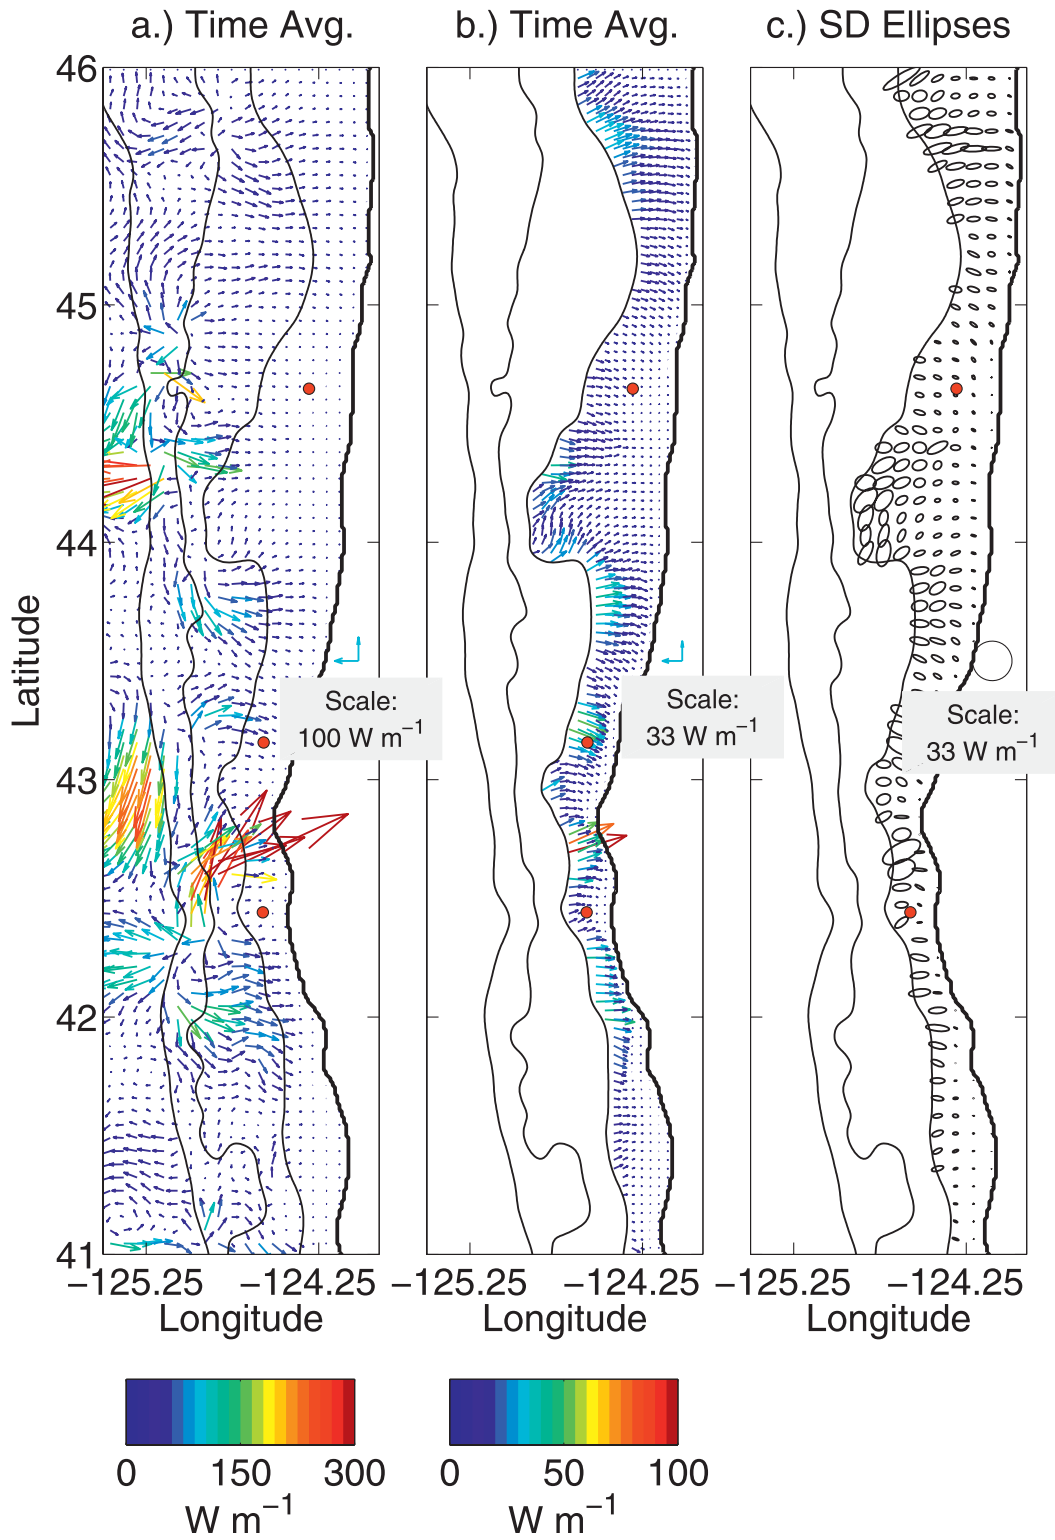 a.) Time Avg.
b.) Time Avg.
c.) SD Ellipses
46
45
44
43
42
41
Latitude
Scale:
100 W m⁻¹
Scale:
33 W m⁻¹
Scale:
33 W m⁻¹
−125.25 −124.25
−125.25 −124.25
−125.25 −124.25
Longitude
Longitude
Longitude
0 150 300
W m⁻¹
0 50 100
W m⁻¹